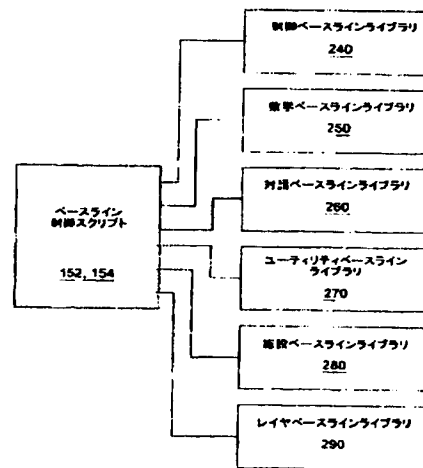 制御ベースラインライブラリ
240
数学ベースラインライブラリ
250
対話ベースラインライブラリ
260
ベースライン
制御スクリプト
152, 154
ユーティリティベースライン
ライブラリ
270
施設ベースラインライブラリ
280
レイヤベースラインライブラリ
290